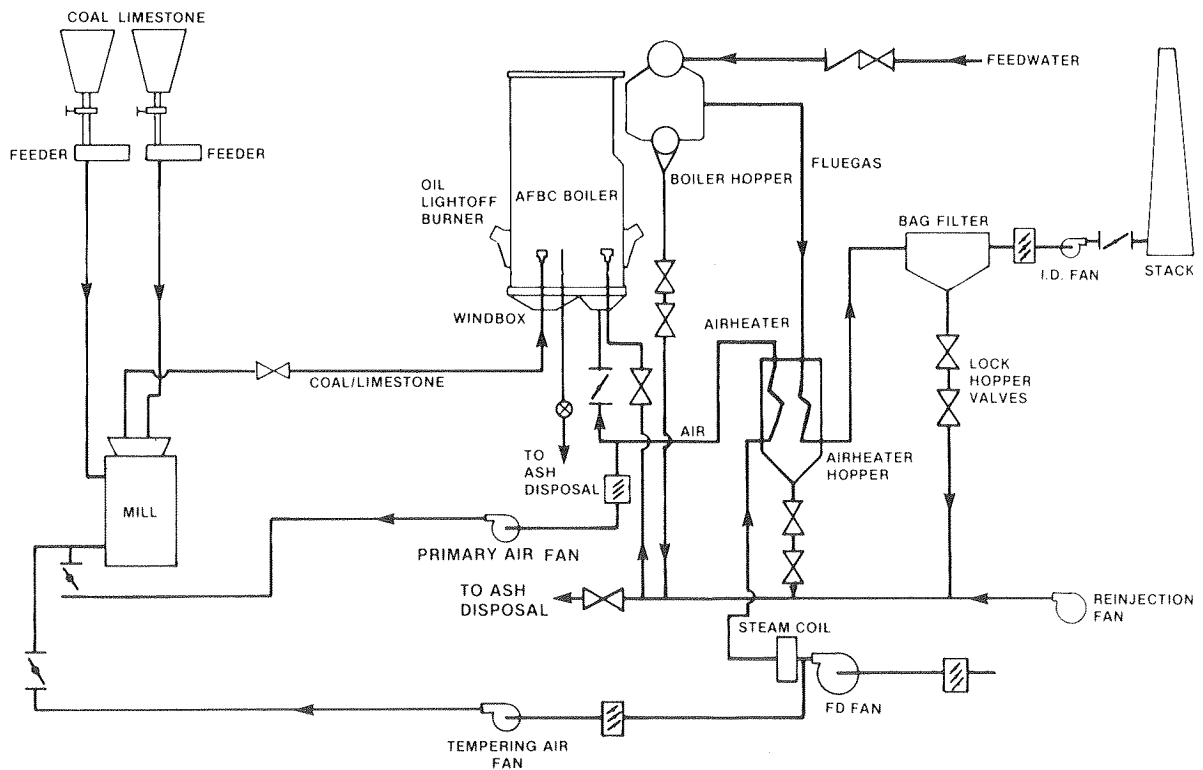 COAL LIMESTONE
FEEDER
FEEDER
FEEDWATER
FLUEGAS
BOILER HOPPER
OIL
LIGHTOFF
BURNER
AFBC BOILER
BAG FILTER
I.D. FAN
STACK
WINDBOX
AIRHEATER
COAL/LIMESTONE
LOCK
HOPPER
VALVES
AIR
TO
ASH
DISPOSAL
AIRHEATER
HOPPER
MILL
PRIMARY AIR FAN
TO ASH
DISPOSAL
REINJECTION
FAN
STEAM COIL
FD FAN
TEMPERING AIR
FAN